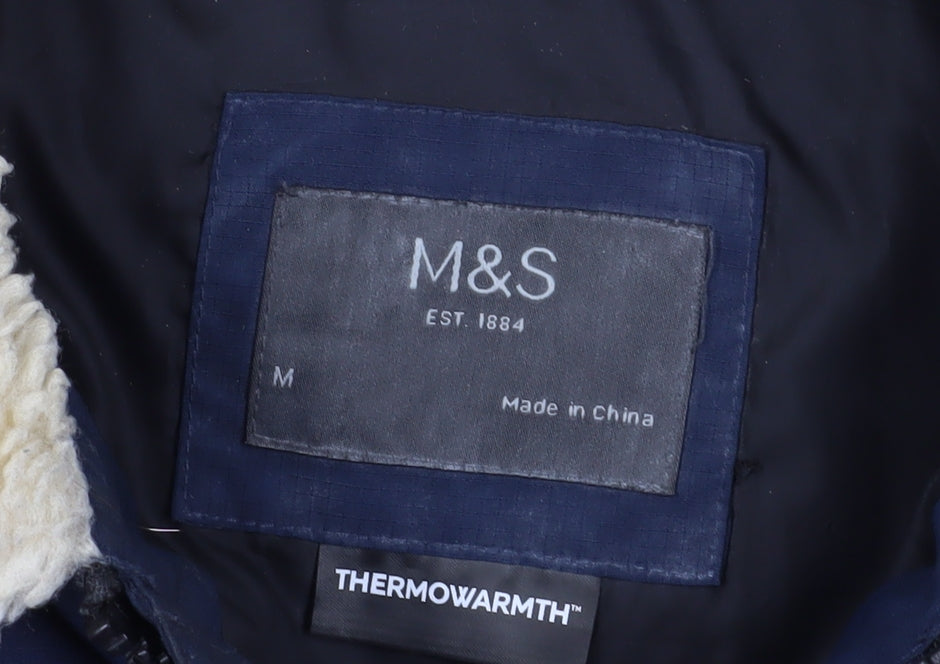 M&S
EST. 1884
M
Made in China
THERMOWARMTH™